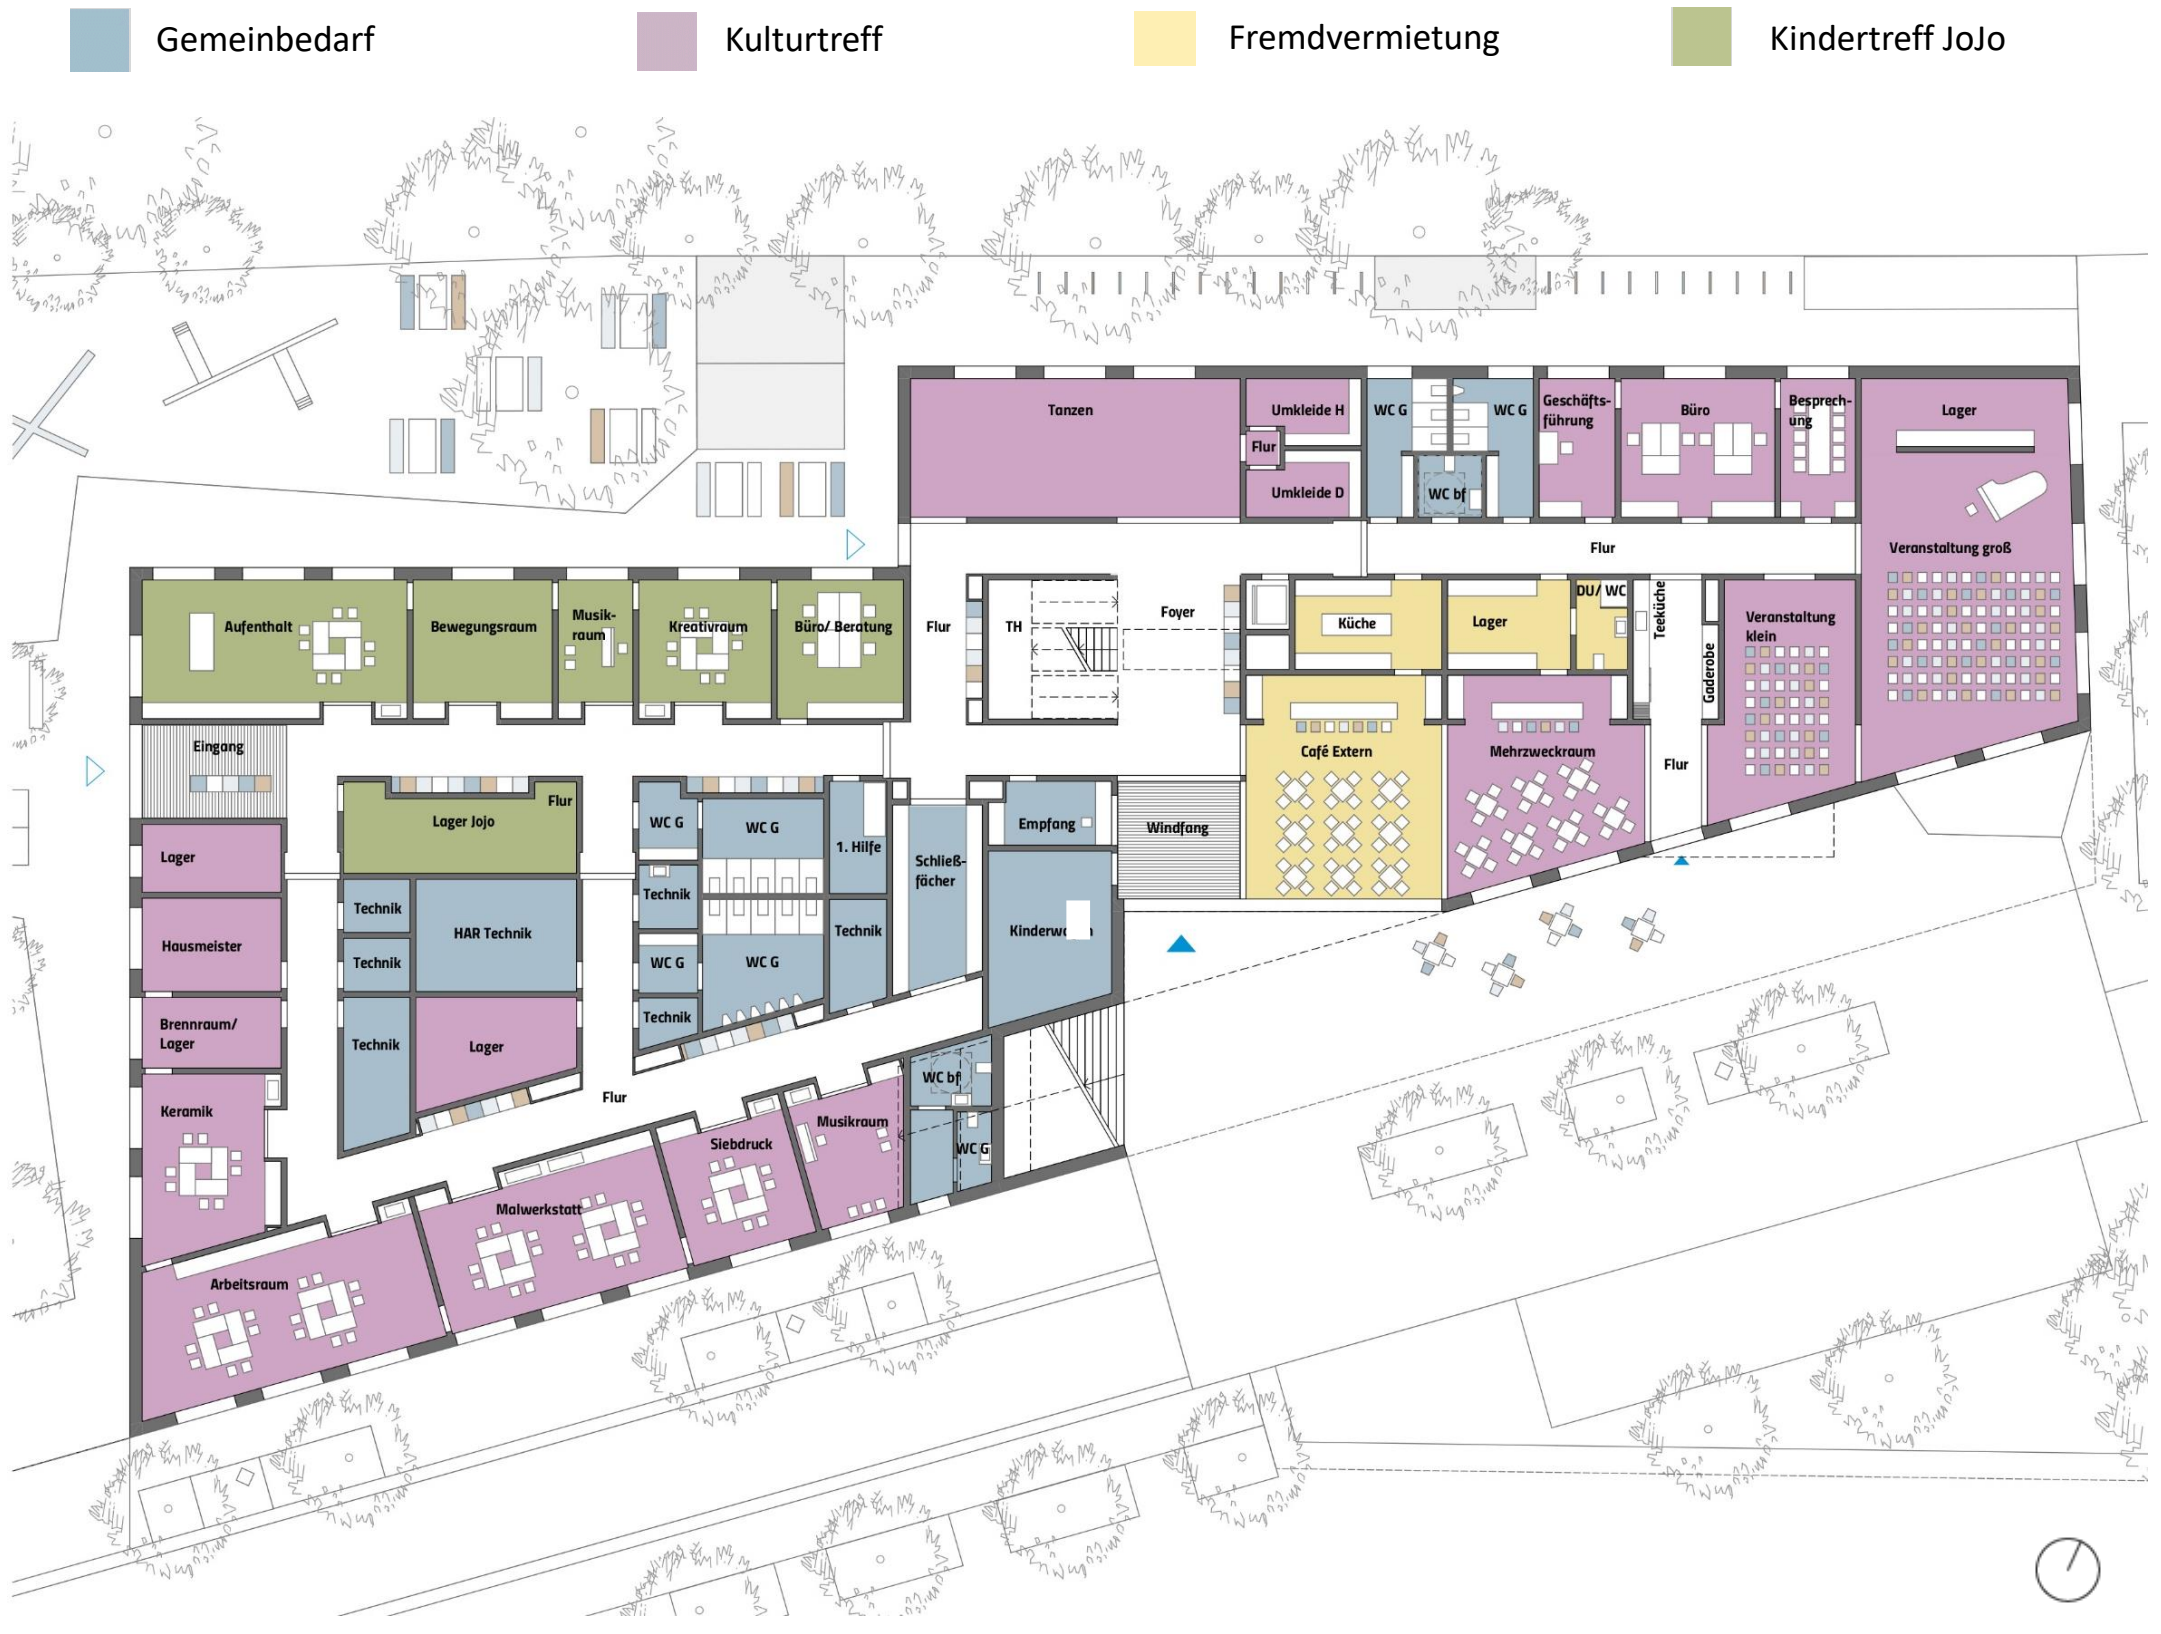 Gemeinbedarf
Kulturtreff
Fremdvermietung
Kindertreff JoJo
Tanzen
Umkleide H
Flur
Umkleide D
WC G
WC G
WC bf
Geschäfts-
führung
Büro
Besprech-
ung
Lager
Flur
Veranstaltung groß
Aufenthalt
Bewegungsraum
Musik-
raum
Kreativraum
Büro/ Beratung
Flur
TH
Foyer
Küche
Lager
DU/ WC
Teeküche
Gaderobe
Veranstaltung
klein
Eingang
Café Extern
Mehrzweckraum
Flur
Lager Jojo
Flur
WC G
WC G
1. Hilfe
Schließ-
fächer
Empfang
Windfang
Lager
Technik
HAR Technik
Technik
Technik
Kinderw
Hausmeister
Technik
WC G
WC G
Brennraum/
Lager
Technik
Lager
Technik
Flur
WC bf
Keramik
Siebdruck
Musikraum
WC G
Malwerkstatt
Arbeitsraum